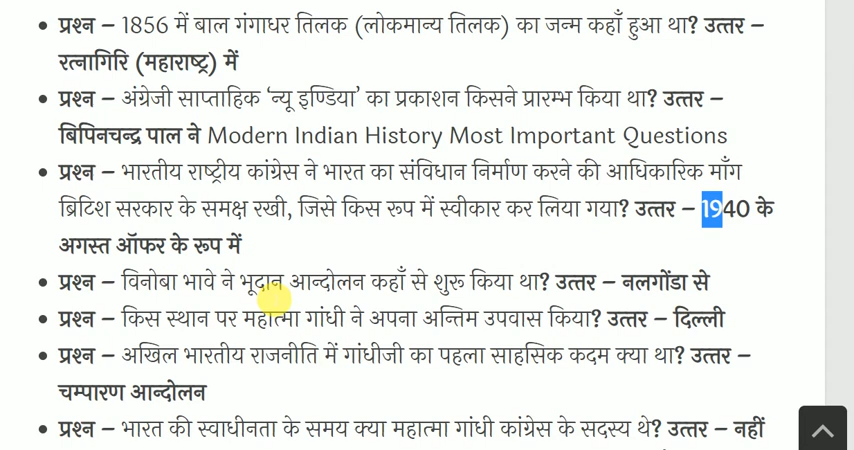 • प्रश्न – 1856 में बाल गंगाधर तिलक (लोकमान्य तिलक) का जन्म कहाँ हुआ था? उत्तर –
रत्नागिरि (महाराष्ट्र) में
• प्रश्न – अंग्रेजी साप्ताहिक ‘न्यू इण्डिया’ का प्रकाशन किसने प्रारम्भ किया था? उत्तर –
बिपिनचन्द्र पाल ने Modern Indian History Most Important Questions
• प्रश्न – भारतीय राष्ट्रीय कांग्रेस ने भारत का संविधान निर्माण करने की आधिकारिक माँग
ब्रिटिश सरकार के समक्ष रखी, जिसे किस रूप में स्वीकार कर लिया गया? उत्तर – 1940 के
अगस्त ऑफर के रूप में
• प्रश्न – विनोबा भावे ने भूदान आन्दोलन कहाँ से शुरू किया था? उत्तर – नलगोंडा से
• प्रश्न – किस स्थान पर महात्मा गांधी ने अपना अन्तिम उपवास किया? उत्तर – दिल्ली
• प्रश्न – अखिल भारतीय राजनीति में गांधीजी का पहला साहसिक कदम क्या था? उत्तर –
चम्पारण आन्दोलन
• प्रश्न – भारत की स्वाधीनता के समय क्या महात्मा गांधी कांग्रेस के सदस्य थे? उत्तर – नहीं